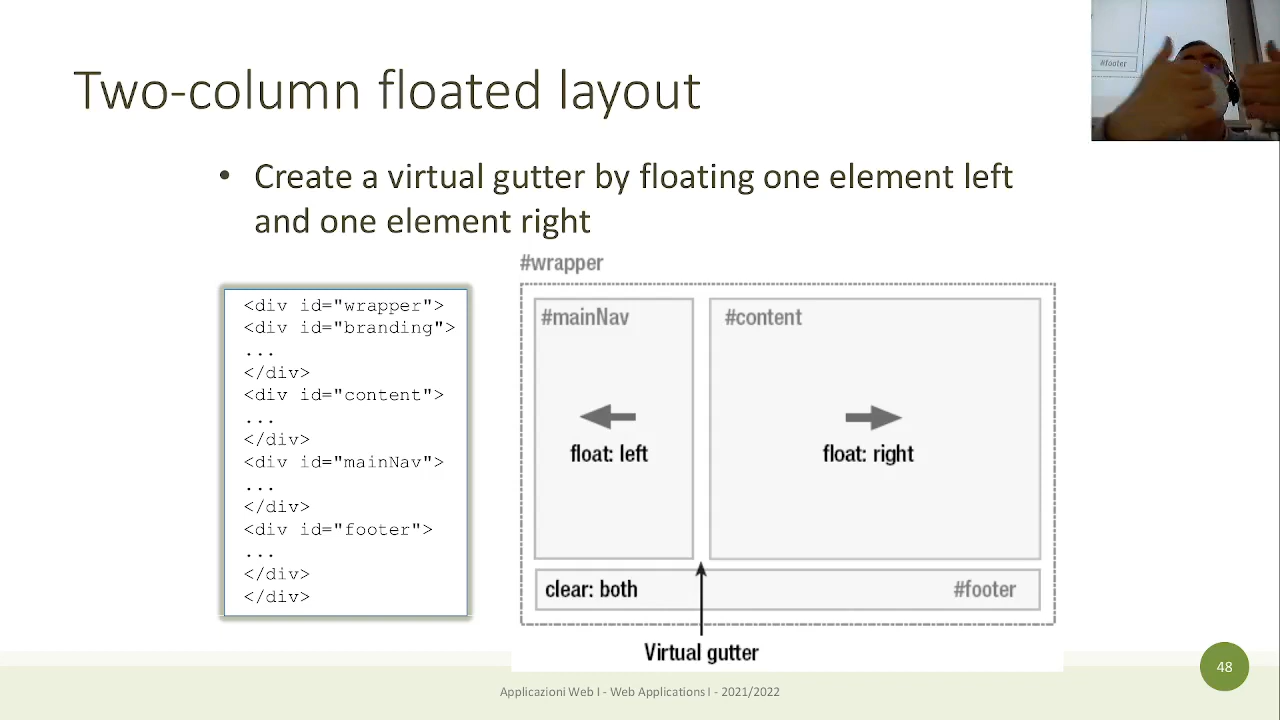 Two-column floated layout
#footer
• Create a virtual gutter by floating one element left
and one element right
<div id="wrapper">
<div id="branding">
...
</div>
<div id="content">
...
</div>
<div id="mainNav">
...
</div>
<div id="footer">
...
</div>
</div>
#wrapper
#mainNav
#content
float: left
float: right
clear: both
#footer
Virtual gutter
48
Applicazioni Web I - Web Applications I - 2021/2022